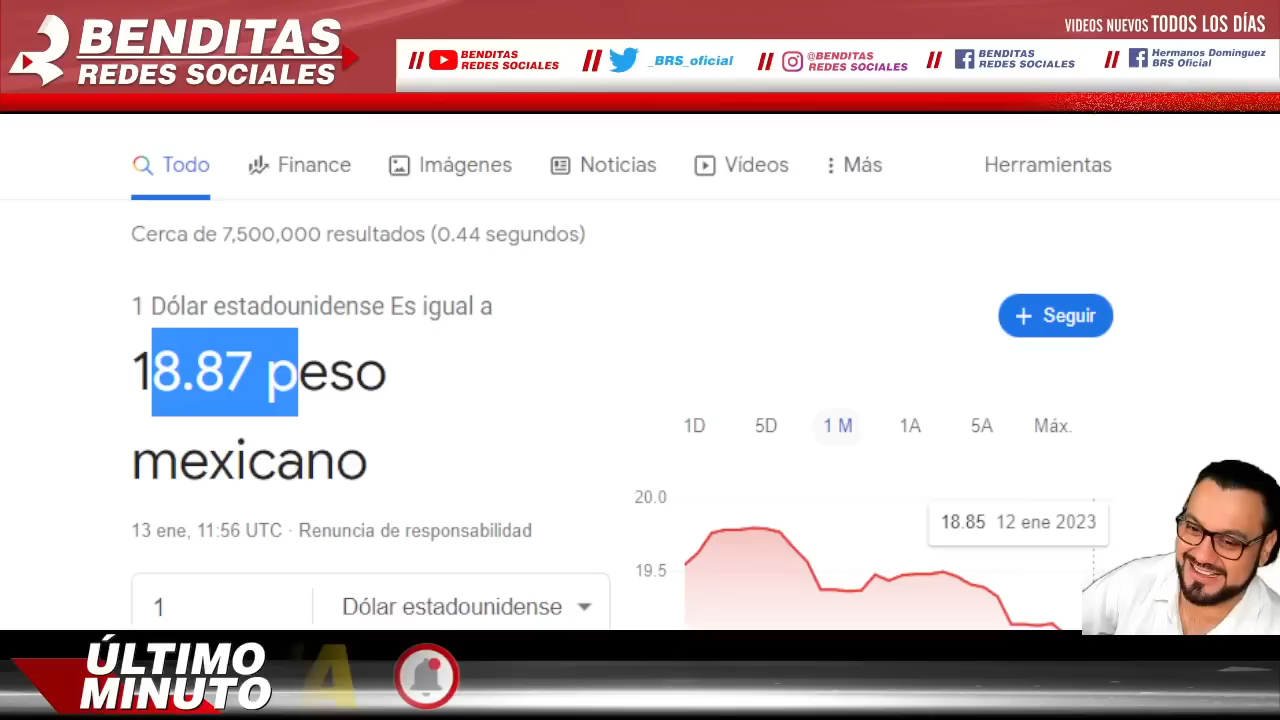 BENDITAS
REDES SOCIALES
VIDEOS NUEVOS TODOS LOS DÍAS
// BENDITAS REDES SOCIALES // _BRS_oficial // @BENDITAS REDES SOCIALES // BENDITAS REDES SOCIALES // Hermanos Dominguez BRS Oficial
Todo Finance Imágenes Noticias Vídeos Más Herramientas
Cerca de 7,500,000 resultados (0.44 segundos)
1 Dólar estadounidense Es igual a
+ Seguir
18.87 peso
mexicano
13 ene, 11:56 UTC · Renuncia de responsabilidad
1 Dólar estadounidense
1D 5D 1 M 1A 5A Máx.
20.0
18.85 12 ene 2023
19.5
ÚLTIMO
MINUTO
A